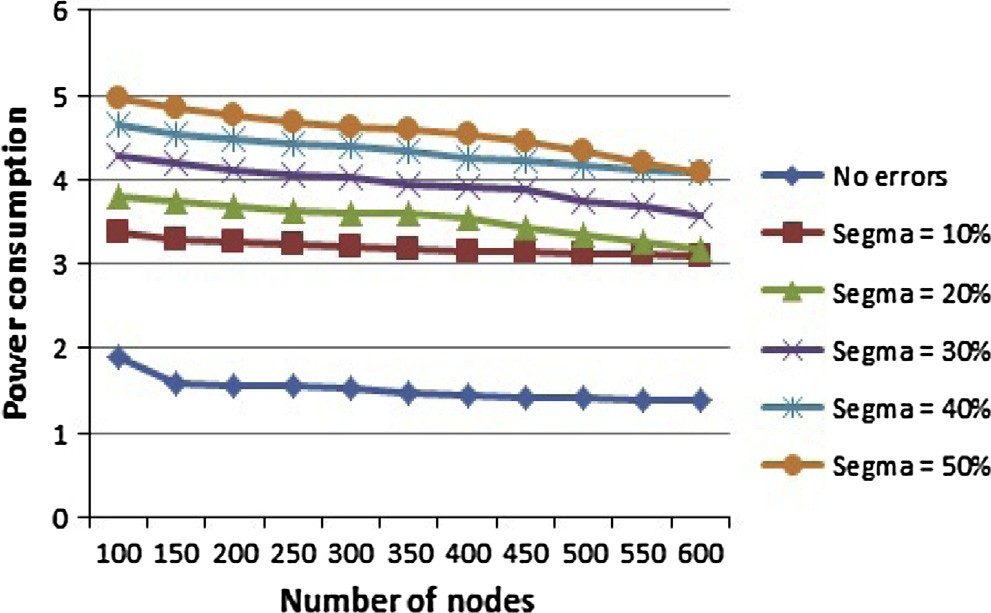 6
5
4
3
2
1
0
Power consumption
100 150 200 250 300 350 400 450 500 550 600
Number of nodes
No errors
Segma = 10%
Segma = 20%
Segma = 30%
Segma = 40%
Segma = 50%